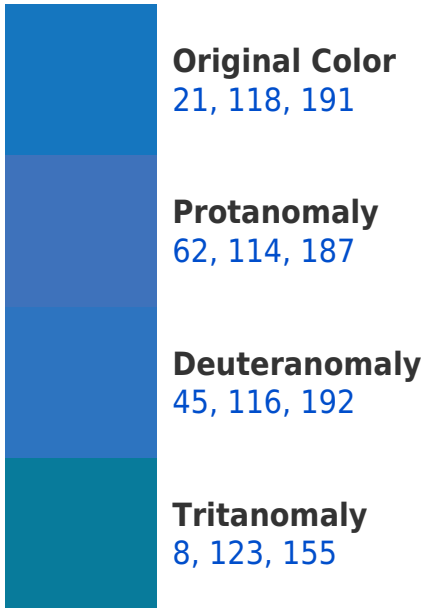 Original Color
21, 118, 191
Protanomaly
62, 114, 187
Deuteranomaly
45, 116, 192
Tritanomaly
8, 123, 155